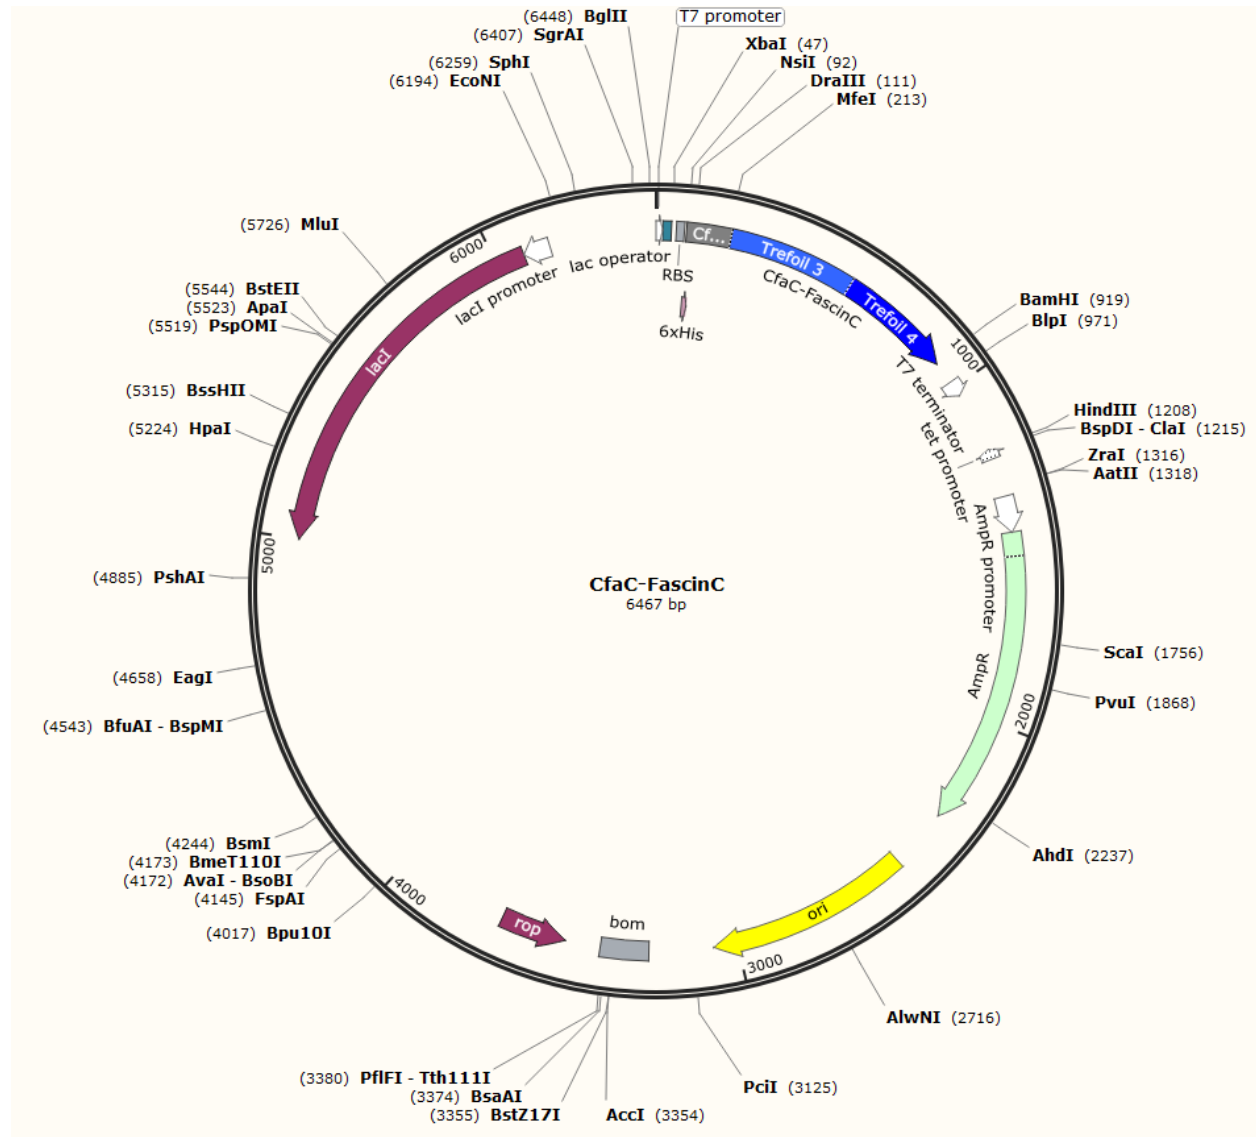 (6448) BglII
T7 promoter
(6407) SgrAI
XbaI (47)
(6259) SphI
NsiI (92)
(6194) EcoNI
DraIII (111)
MfeI (213)
(5726) MluI
6000
lacI promoter
lac operator
RBS
6xHis
Cf...
Trefoil 3
CfaC-FascinC
Trefoil 4
(5544) BstEII
(5523) ApaI
(5519) PspOMI
BamHI (919)
BlpI (971)
1000
lacI
T7 terminator
tet promoter
(5315) BssHII
(5224) HpaI
HindIII (1208)
BspDI - ClaI (1215)
ZraI (1316)
AatII (1318)
AmpR promoter
5000
(4885) PshAI
CfaC-FascinC
6467 bp
ScaI (1756)
AmpR
PvuI (1868)
2000
(4658) EagI
(4543) BfuAI - BspMI
(4244) BsmI
(4173) BmeT110I
(4172) AvaI - BsoBI
(4145) FspAI
(4017) Bpu10I
4000
AhdI (2237)
rop
bom
ori
3000
AlwNI (2716)
(3380) PflFI - Tth111I
(3374) BsaAI
(3355) BstZ17I
AccI (3354)
PciI (3125)